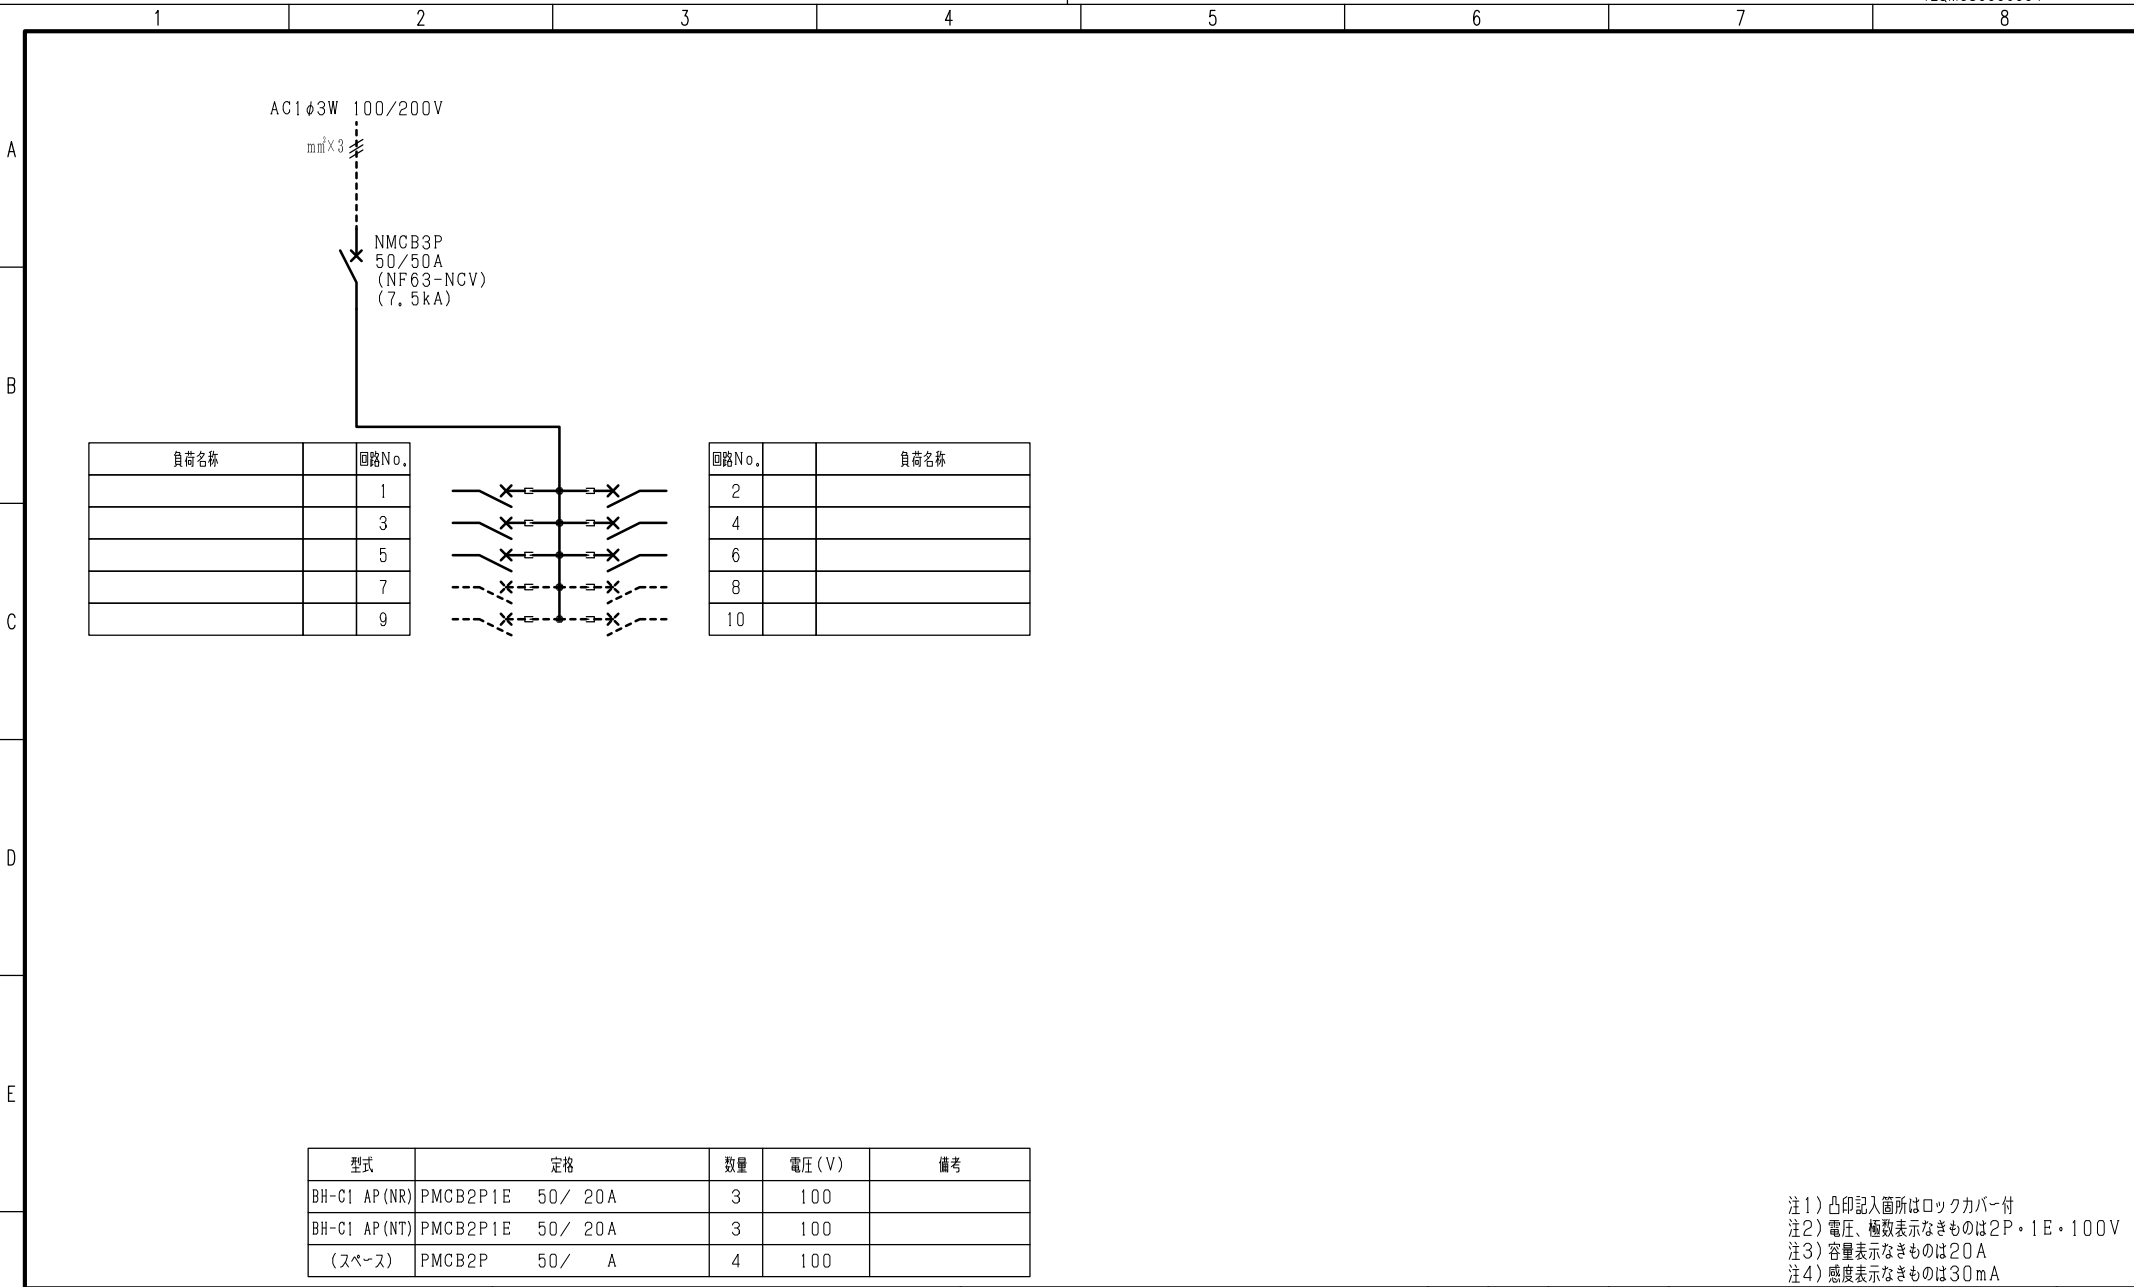 1 2 3 4 5 6 7 8
A
AC1φ3W 100/200V
mm²×3
NMCB3P
50/50A
(NF63-NCV)
(7.5kA)
B
負荷名称 回路No. 回路No. 負荷名称
1 2
3 4
5 6
7 8
C
9 10
D
E
型式 定格 数量 電圧(V) 備考
BH-C1 AP(NR) PMCB2P1E 50/ 20A 3 100
BH-C1 AP(NT) PMCB2P1E 50/ 20A 3 100
(スペース) PMCB2P 50/ A 4 100
注1)凸印記入箇所はロックカバー付
注2)電圧、極数表示なきものは2P・1E・100V
注3)容量表示なきものは20A
注4)感度表示なきものは30mA